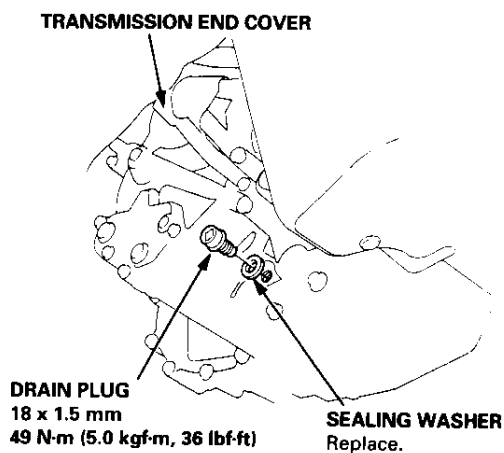 TRANSMISSION END COVER
DRAIN PLUG
18 x 1.5 mm
49 N·m (5.0 kgf·m, 36 lbf·ft)
SEALING WASHER
Replace.